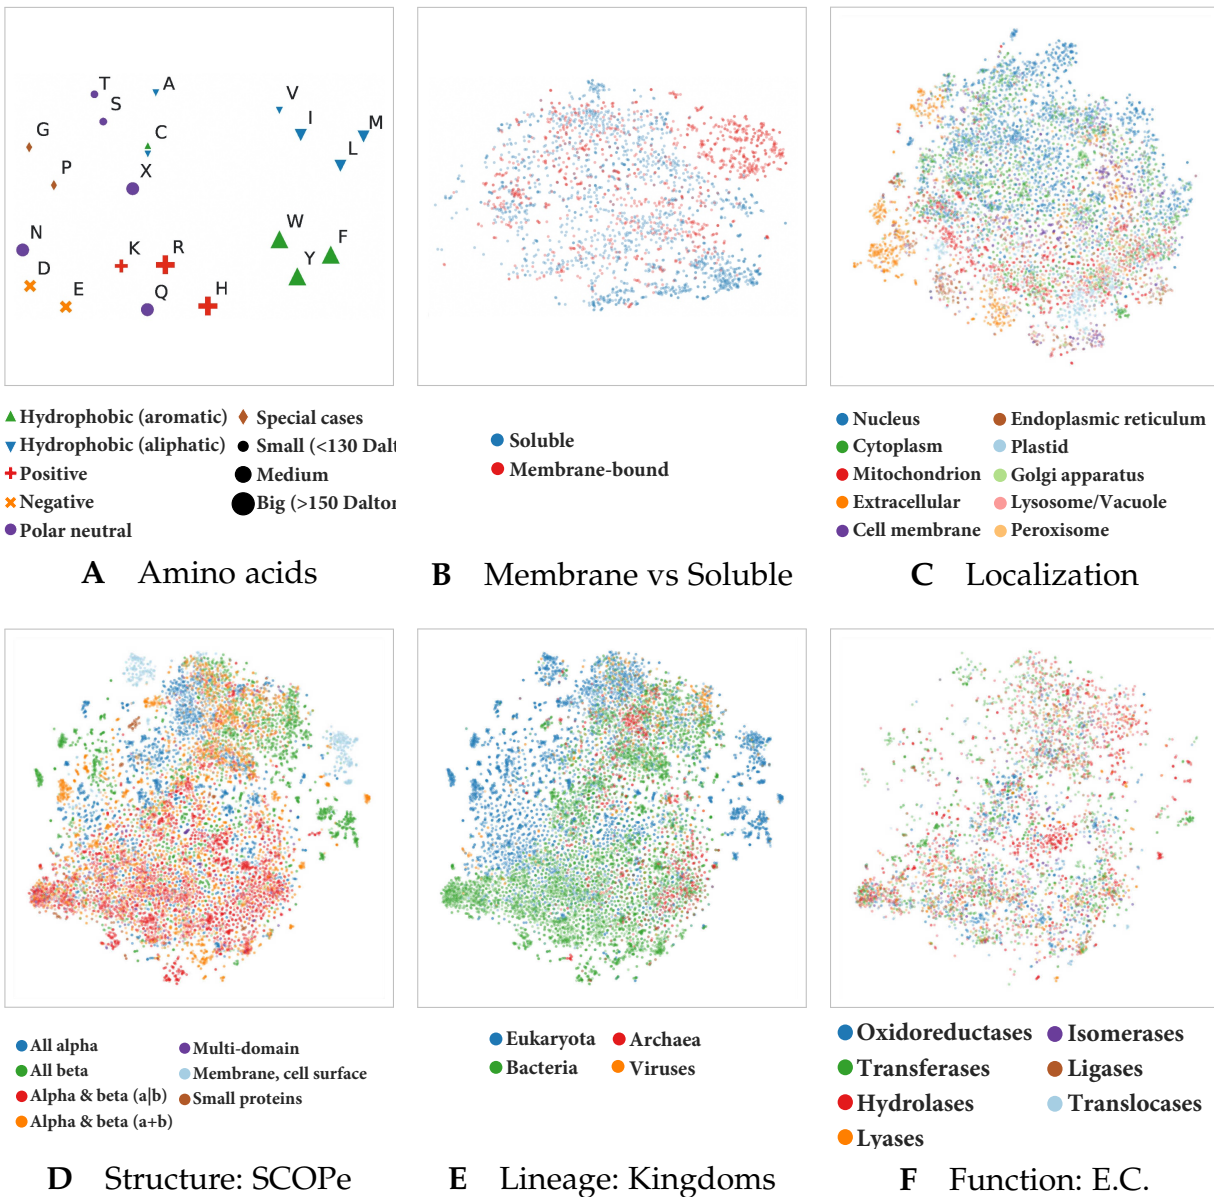 T
A
S
V
I
M
G
C
L
P
X
W
F
N
K
R
Y
D
E
Q
H
Hydrophobic (aromatic)
Special cases
Hydrophobic (aliphatic)
Small (<130 Dalt
Positive
Medium
Negative
Big (>150 Dalton
Polar neutral
A Amino acids
Soluble
Membrane-bound
B Membrane vs Soluble
Nucleus
Endoplasmic reticulum
Cytoplasm
Plastid
Mitochondrion
Golgi apparatus
Extracellular
Lysosome/Vacuole
Cell membrane
Peroxisome
C Localization
All alpha
Multi-domain
All beta
Membrane, cell surface
Alpha & beta (a|b)
Small proteins
Alpha & beta (a+b)
D Structure: SCOPe
Eukaryota
Archaea
Bacteria
Viruses
E Lineage: Kingdoms
Oxidoreductases
Isomerases
Transferases
Ligases
Hydrolases
Translocases
Lyases
F Function: E.C.